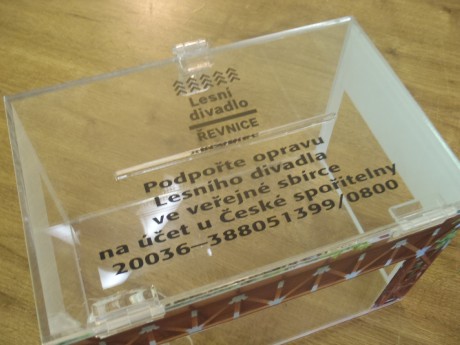 Lesní
divadlo
ŘEVNICE
Podpořte opravu
Lesního divadla
ve veřejné sbírce
na účet u České spořitelny
20036–388051399/0800